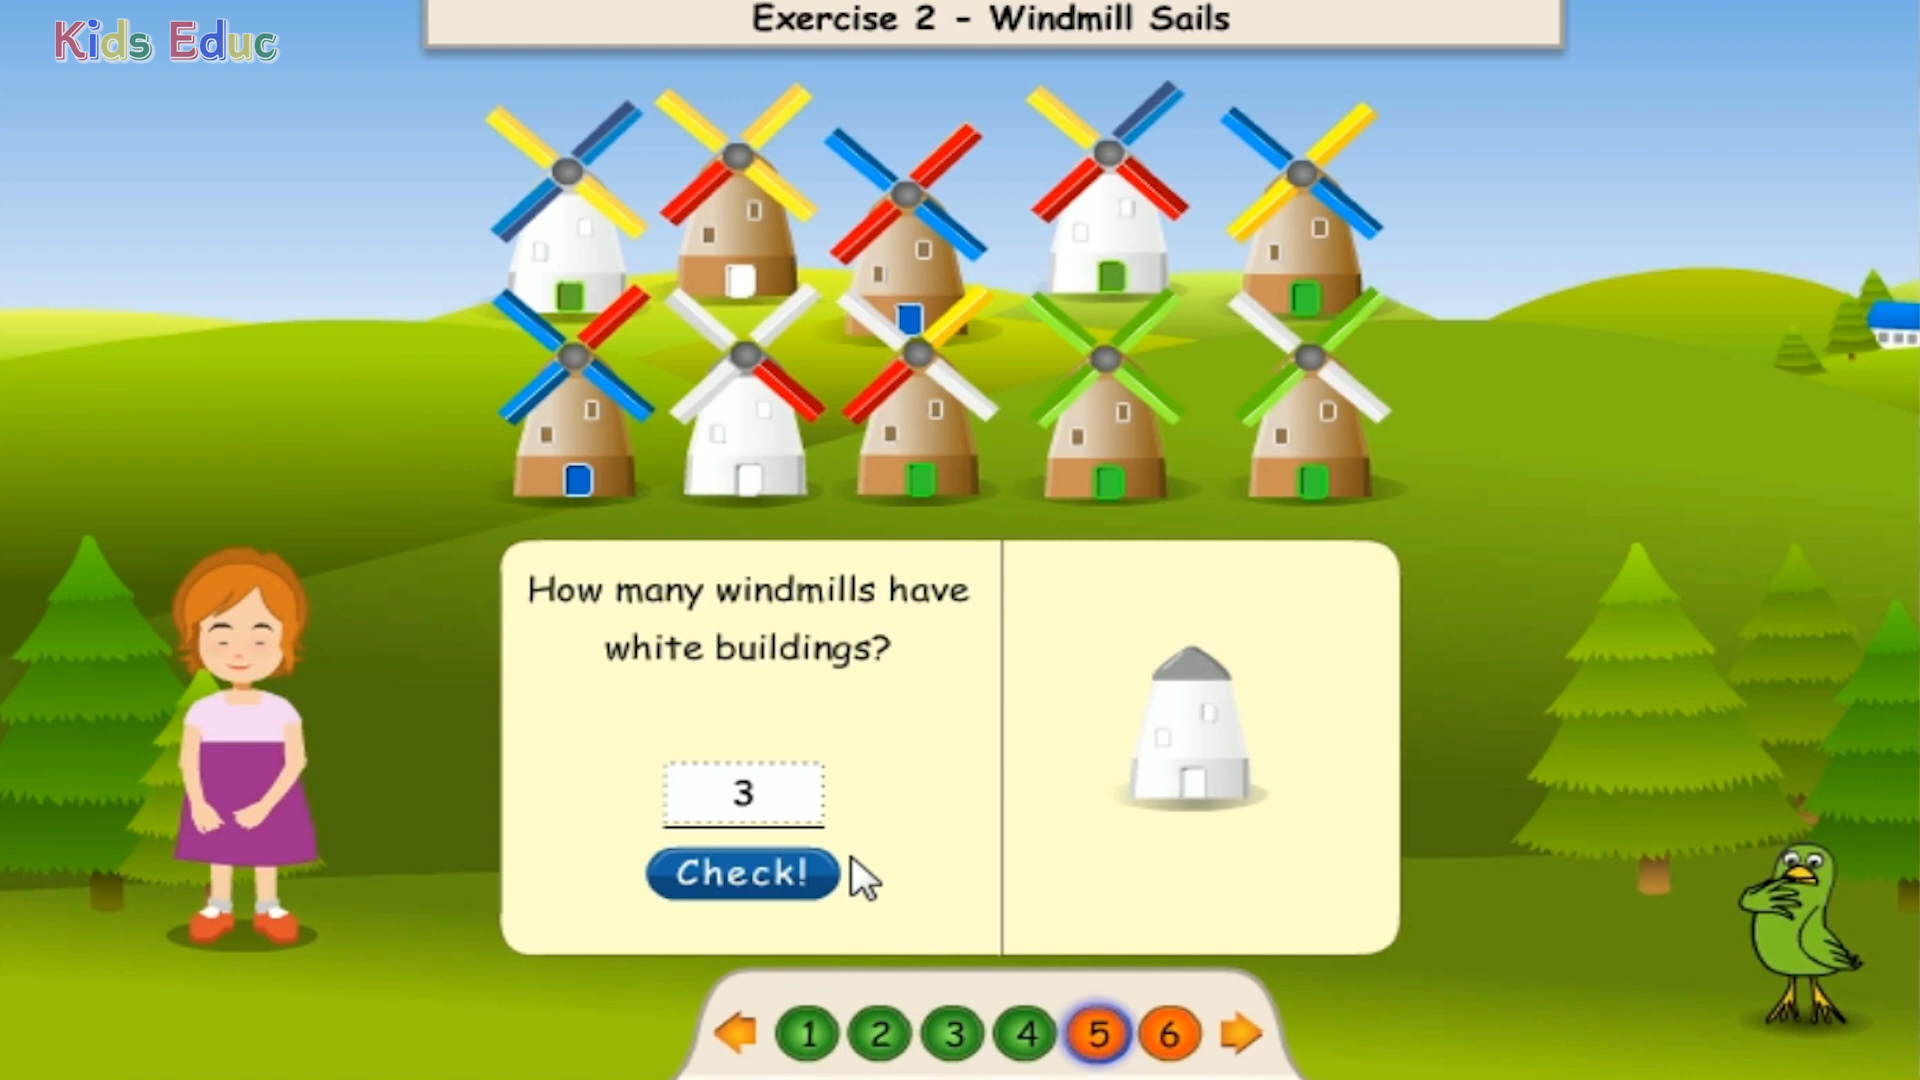 Kids Educ
Exercise 2 - Windmill Sails
How many windmills have
white buildings?
3
Check!
1 2 3 4 5 6